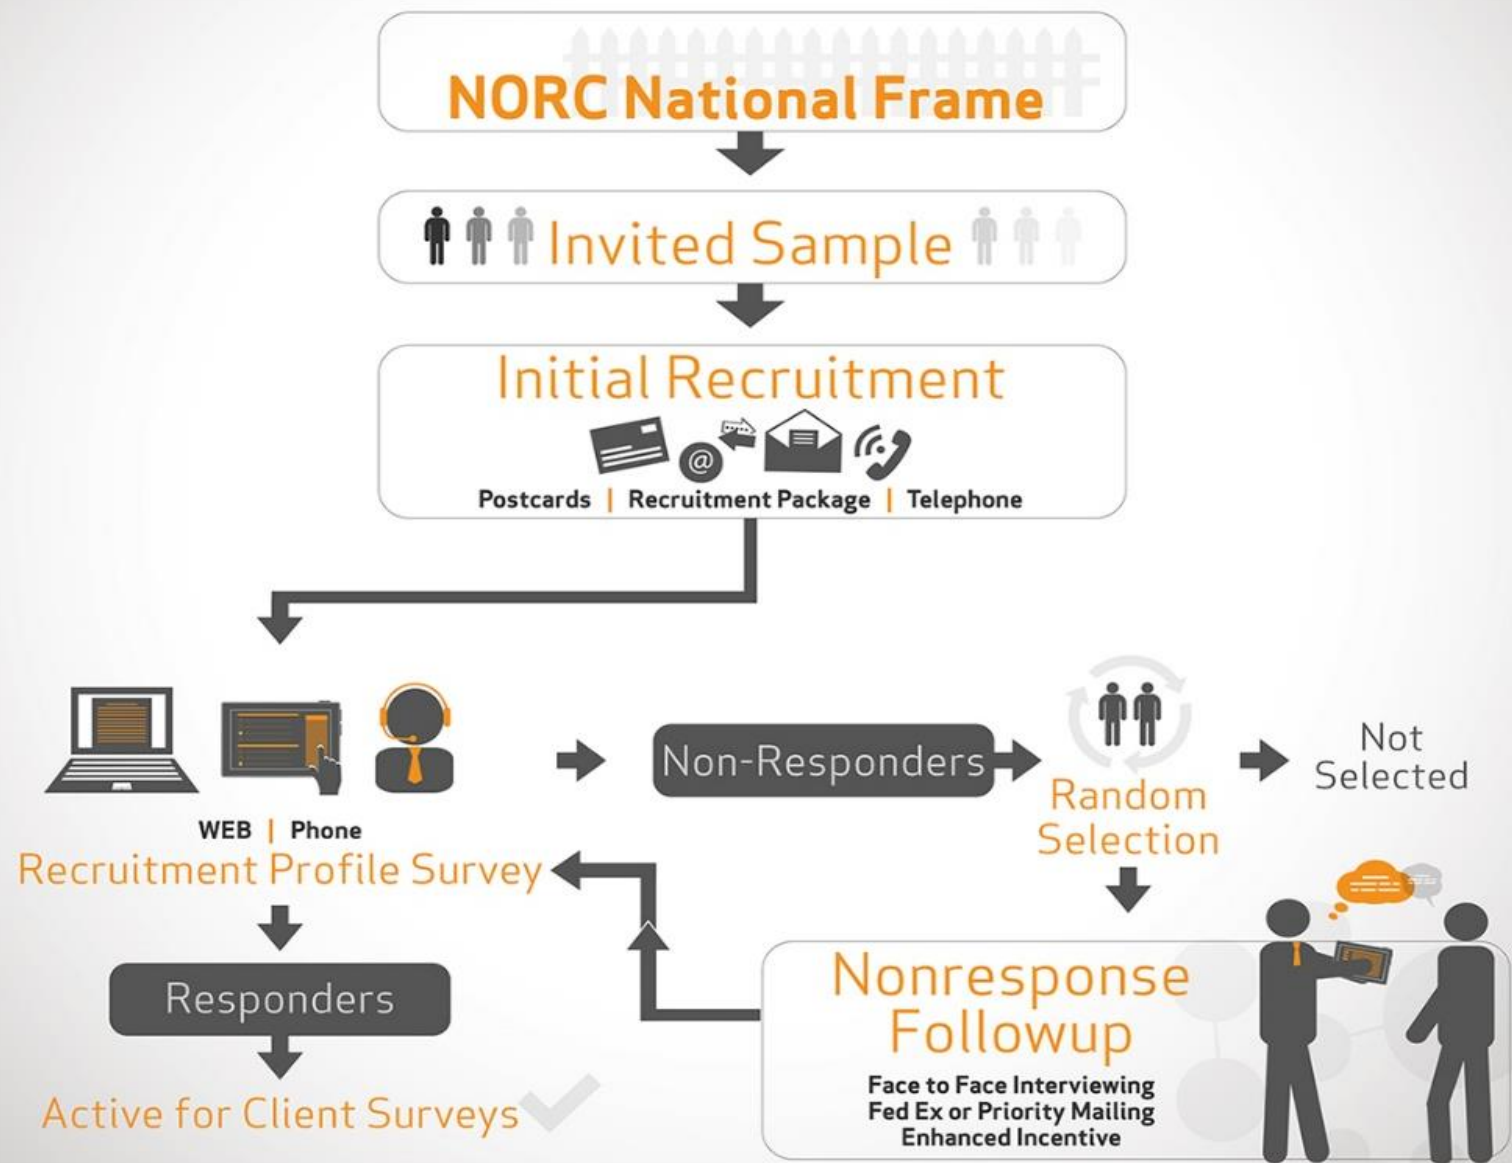 NORC National Frame
Invited Sample
Initial Recruitment
@
Postcards | Recruitment Package | Telephone
WEB | Phone
Recruitment Profile Survey
Non-Responders
Random
Selection
Not
Selected
Responders
Active for Client Surveys
Nonresponse
Followup
Face to Face Interviewing
Fed Ex or Priority Mailing
Enhanced Incentive